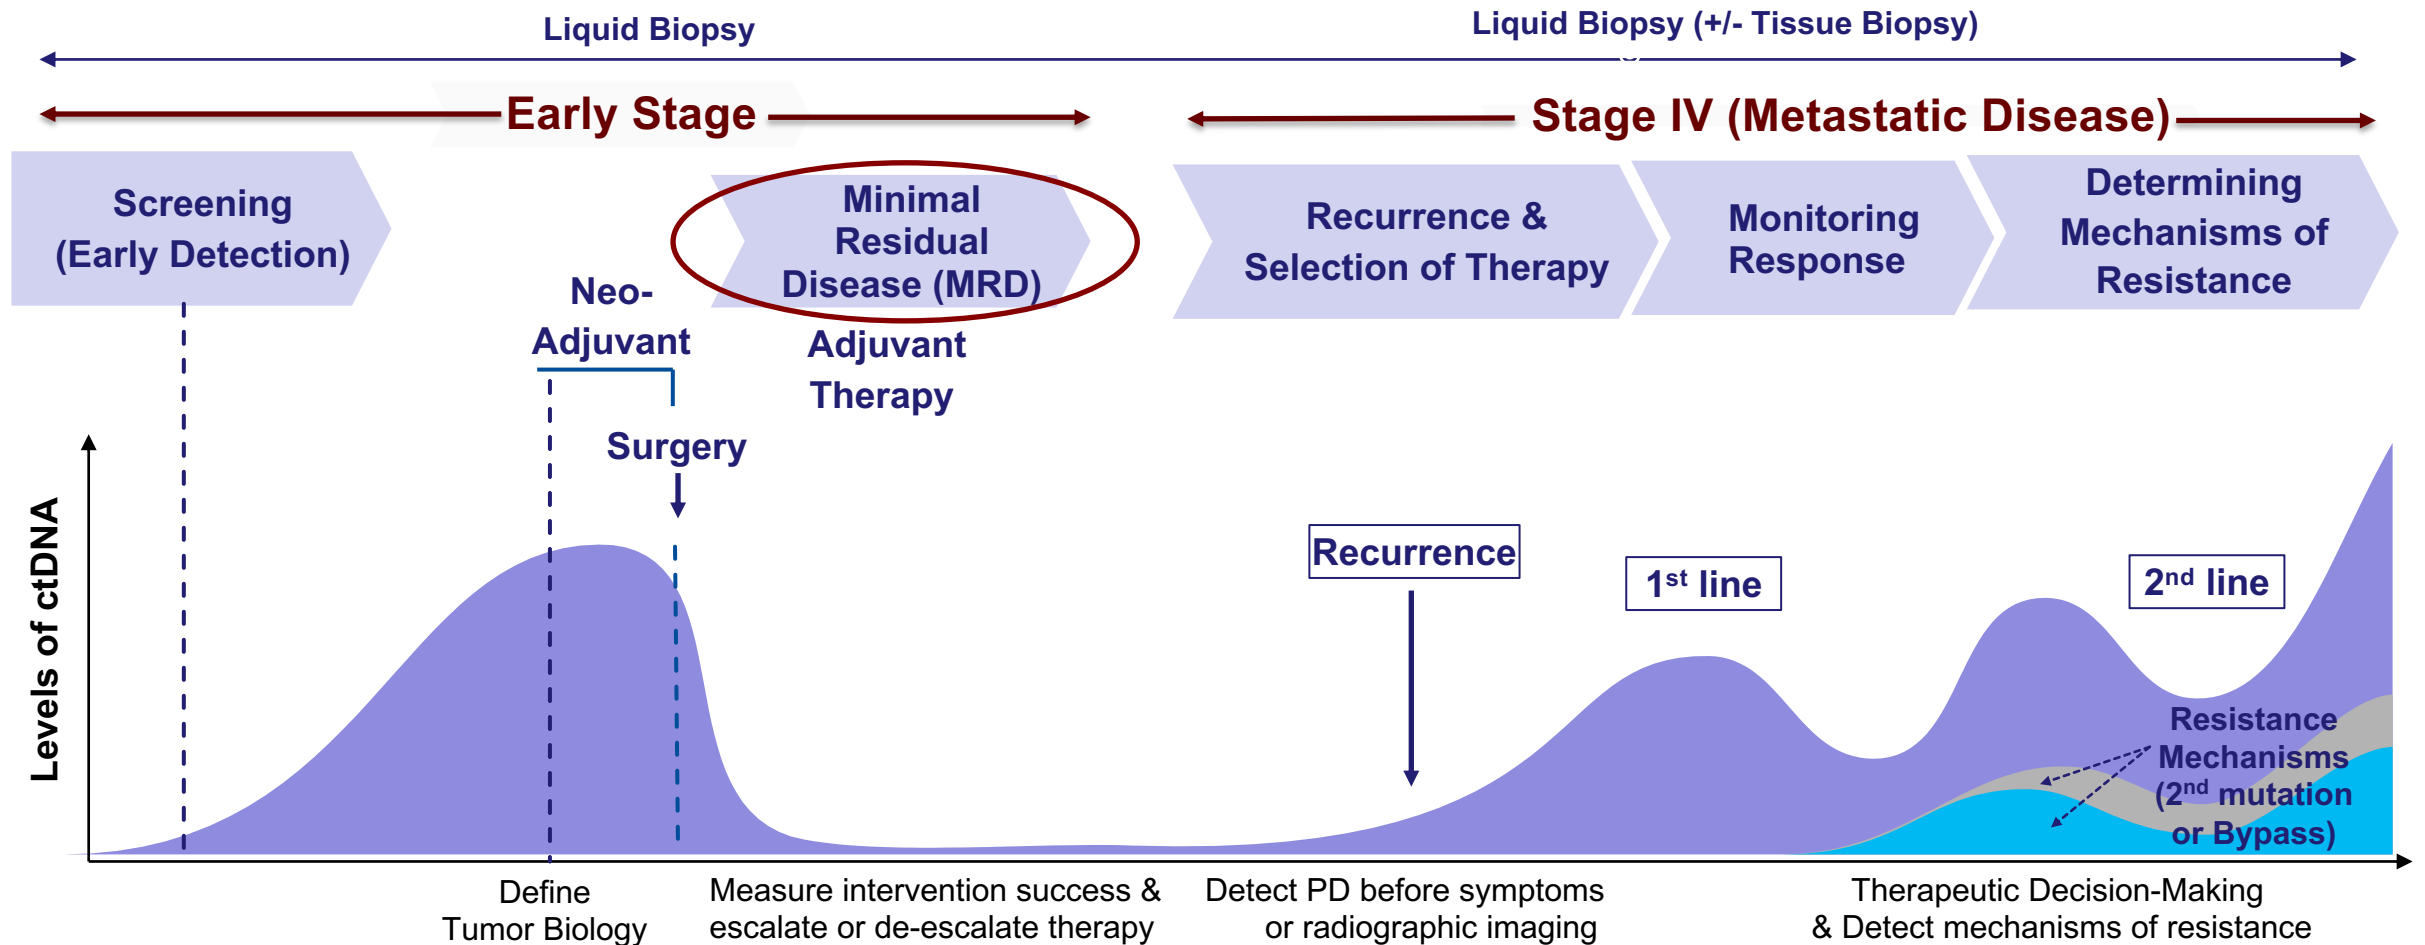 Liquid Biopsy
Liquid Biopsy (+/- Tissue Biopsy)
Early Stage
Stage IV (Metastatic Disease)
Screening
(Early Detection)
Minimal
Residual
Disease (MRD)
Recurrence &
Selection of Therapy
Monitoring
Response
Determining
Mechanisms of
Resistance
Neo-
Adjuvant
Adjuvant
Therapy
Surgery
Levels of ctDNA
Recurrence
1st line
2nd line
Resistance
Mechanisms
(2nd mutation
or Bypass)
Define
Tumor Biology
Measure intervention success &
escalate or de-escalate therapy
Detect PD before symptoms
or radiographic imaging
Therapeutic Decision-Making
& Detect mechanisms of resistance